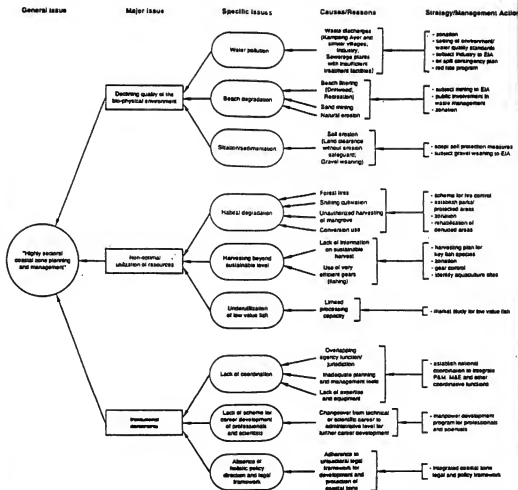 General Issue
Major Issue
Specific Issues
Causes/Reasons
Strategy/Management Action
"Highly sectoral
coastal zone planning
and management"
Declining quality of the
bio-physical environment
Water pollution
Waste discharges
(Kampong Ayer and
similar villages,
Industry,
Sewerage plants
with insufficient
treatment facilities)
- zonation
- setting of environment/
water quality standards
- subject industry to EIA
- oil spill contingency plan
- red tide program
Beach degradation
Beach littering
(Driftwood,
Recreation)
Sand mining
Natural erosion
- subject mining to EIA
- public involvement in
waste management
- zonation
Siltation/sedimentation
Soil erosion
(Land clearance
without erosion
safeguard;
Gravel washing)
- adopt soil protection measures
- subject gravel washing to EIA
Non-optimal
utilization of resources
Habitat degradation
Forest fires
Shifting cultivation
Unauthorized harvesting
of mangrove
Conversion use
- scheme for fire control
- establish parks/
protected areas
- zonation
- rehabilitation of
denuded areas
Harvesting beyond
sustainable level
Lack of information
on sustainable
harvest
Use of very
efficient gears
(fishing)
- harvesting plan for
key fish species
- zonation
- gear control
- identify aquaculture sites
Underutilization
of low value fish
Limited
processing
capacity
- market study for low value fish
Institutional
Lack of coordination
Overlapping
agency function/
jurisdiction
Inadequate planning
and management tools
Lack of expertise
and equipment
- establish national
coordination to integrate
P&M, M&E and other
coordinative functions
Lack of scheme for
career development
of professionals
and scientists
Changeover from technical
or scientific career to
administrative level for
further career development
- manpower development
program for professionals
and scientists
Absence of
holistic policy
direction and legal
framework
Adherence to
unisectoral legal
framework for
development and
protection of
coastal zone
- Integrated coastal zone
legal and policy framework